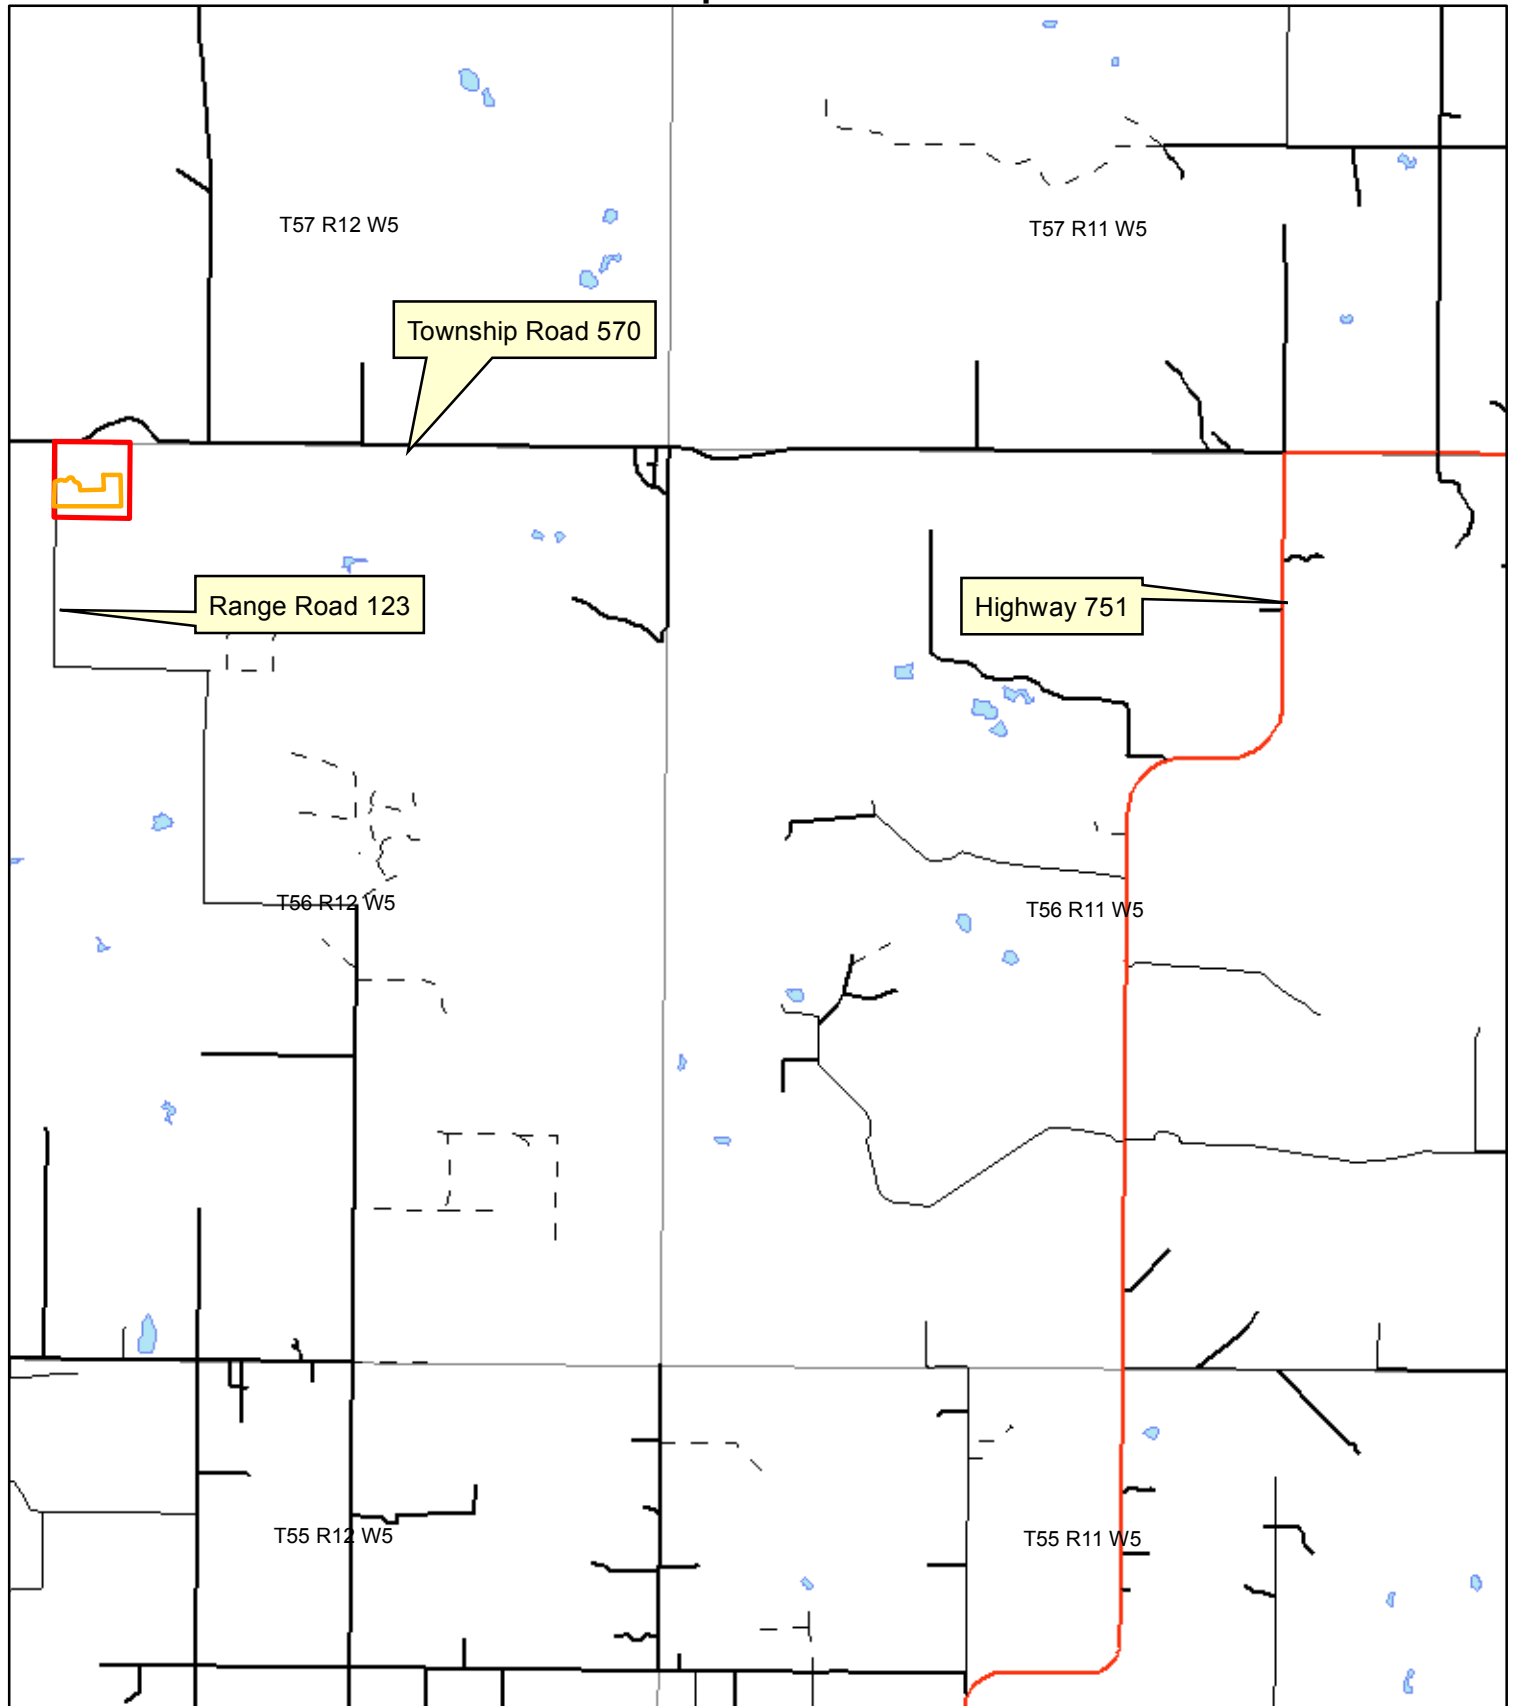 T57 R12 W5
T57 R11 W5
Township Road 570
Range Road 123
Highway 751
T56 R12 W5
T56 R11 W5
T55 R12 W5
T55 R11 W5